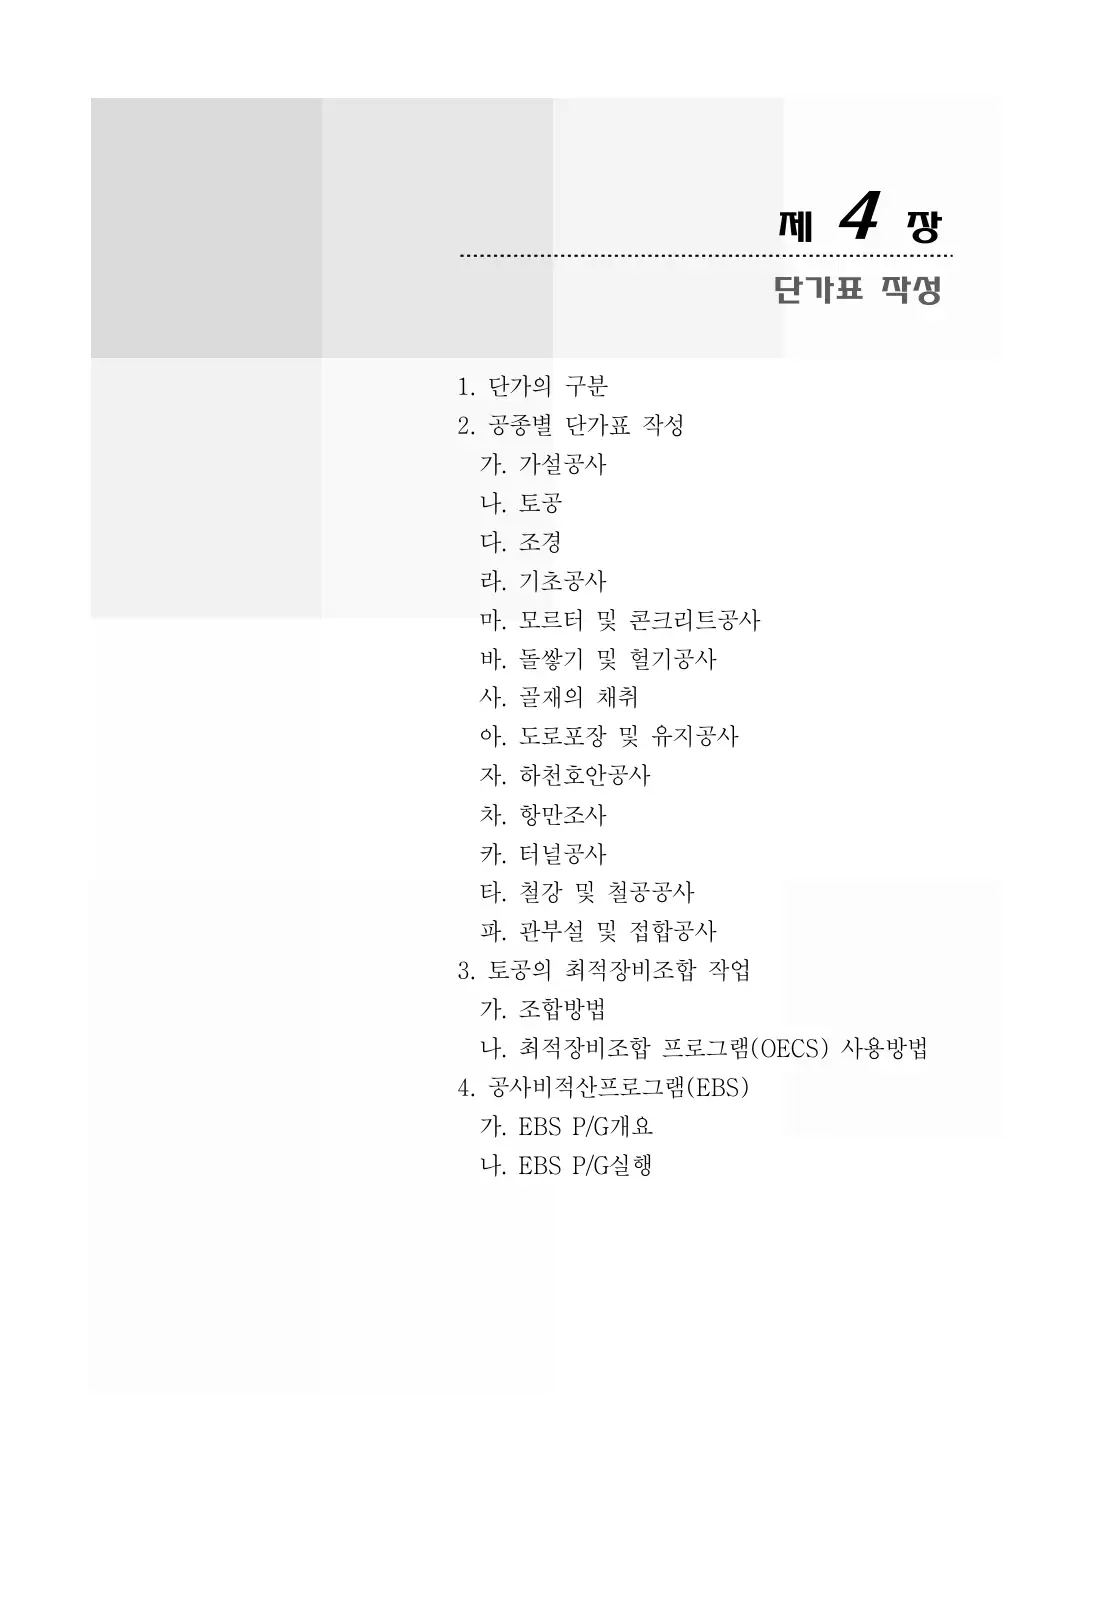 제 4 장
단가표 작성
1. 단가의 구분
2. 공종별 단가표 작성
가. 가설공사
나. 토공
다. 조경
라. 기초공사
마. 모르터 및 콘크리트공사
바. 돌쌓기 및 헐기공사
사. 골재의 채취
아. 도로포장 및 유지공사
자. 하천호안공사
차. 항만조사
카. 터널공사
타. 철강 및 철공공사
파. 관부설 및 접합공사
3. 토공의 최적장비조합 작업
가. 조합방법
나. 최적장비조합 프로그램(OECS) 사용방법
4. 공사비적산프로그램(EBS)
가. EBS P/G개요
나. EBS P/G실행